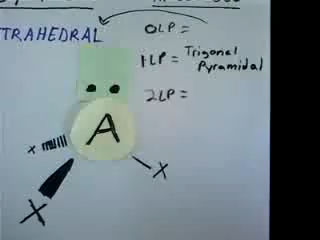 TRAHEDRAL
0LP =
1LP = Trigonal
Pyramidal
2LP =
A
X
X
X